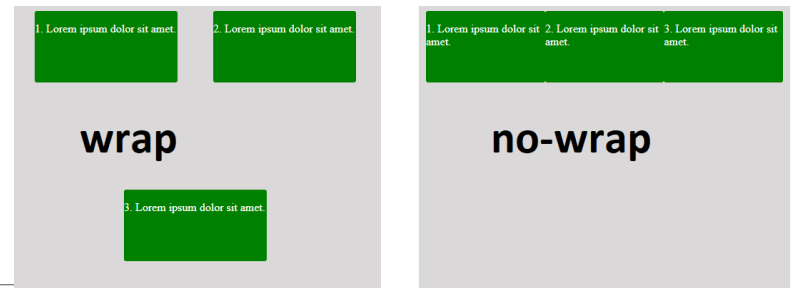 1. Lorem ipsum dolor sit amet.
2. Lorem ipsum dolor sit amet.
wrap
3. Lorem ipsum dolor sit amet.
1. Lorem ipsum dolor sit
amet.
2. Lorem ipsum dolor sit
amet.
3. Lorem ipsum dolor sit
amet.
no-wrap